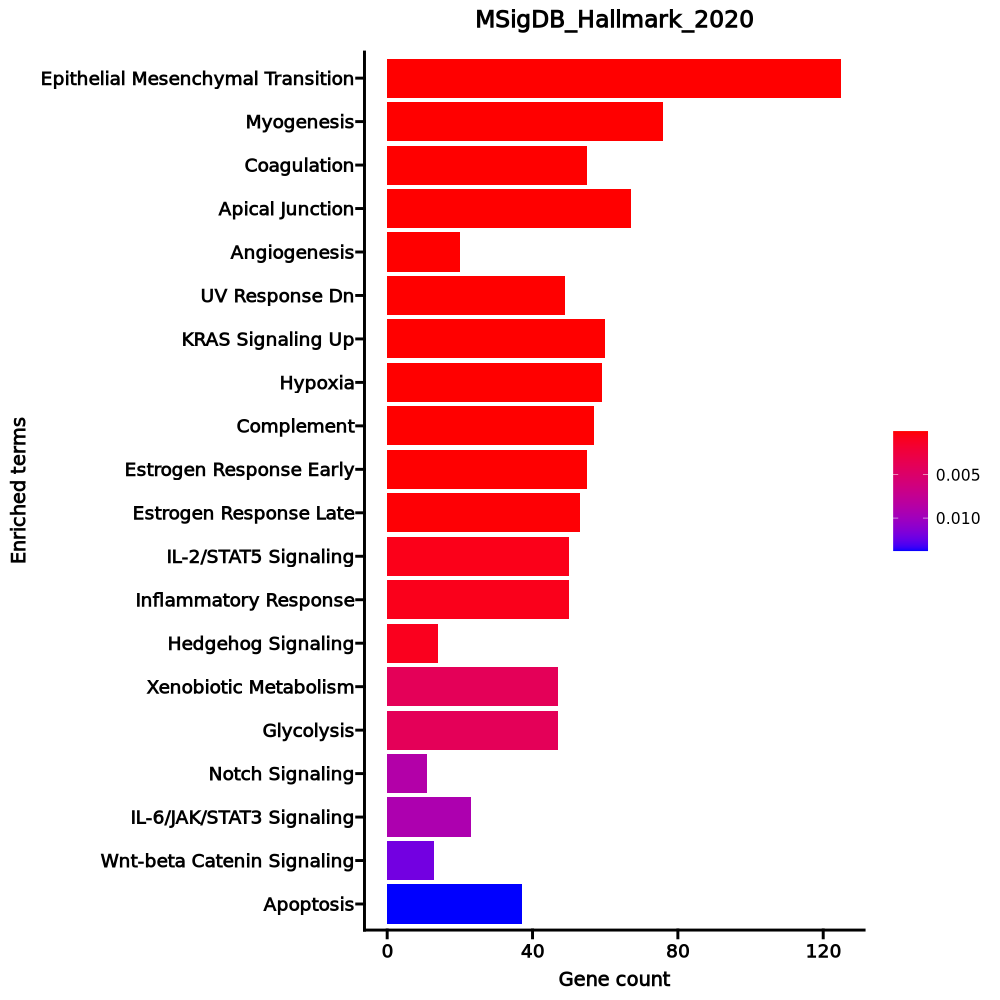 MSigDB_Hallmark_2020
Epithelial Mesenchymal Transition
Myogenesis
Coagulation
Apical Junction
Angiogenesis
UV Response Dn
KRAS Signaling Up
Hypoxia
Complement
Estrogen Response Early
Estrogen Response Late
IL-2/STAT5 Signaling
Inflammatory Response
Hedgehog Signaling
Xenobiotic Metabolism
Glycolysis
Notch Signaling
IL-6/JAK/STAT3 Signaling
Wnt-beta Catenin Signaling
Apoptosis
Enriched terms
0 40 80 120
Gene count
0.005
0.010